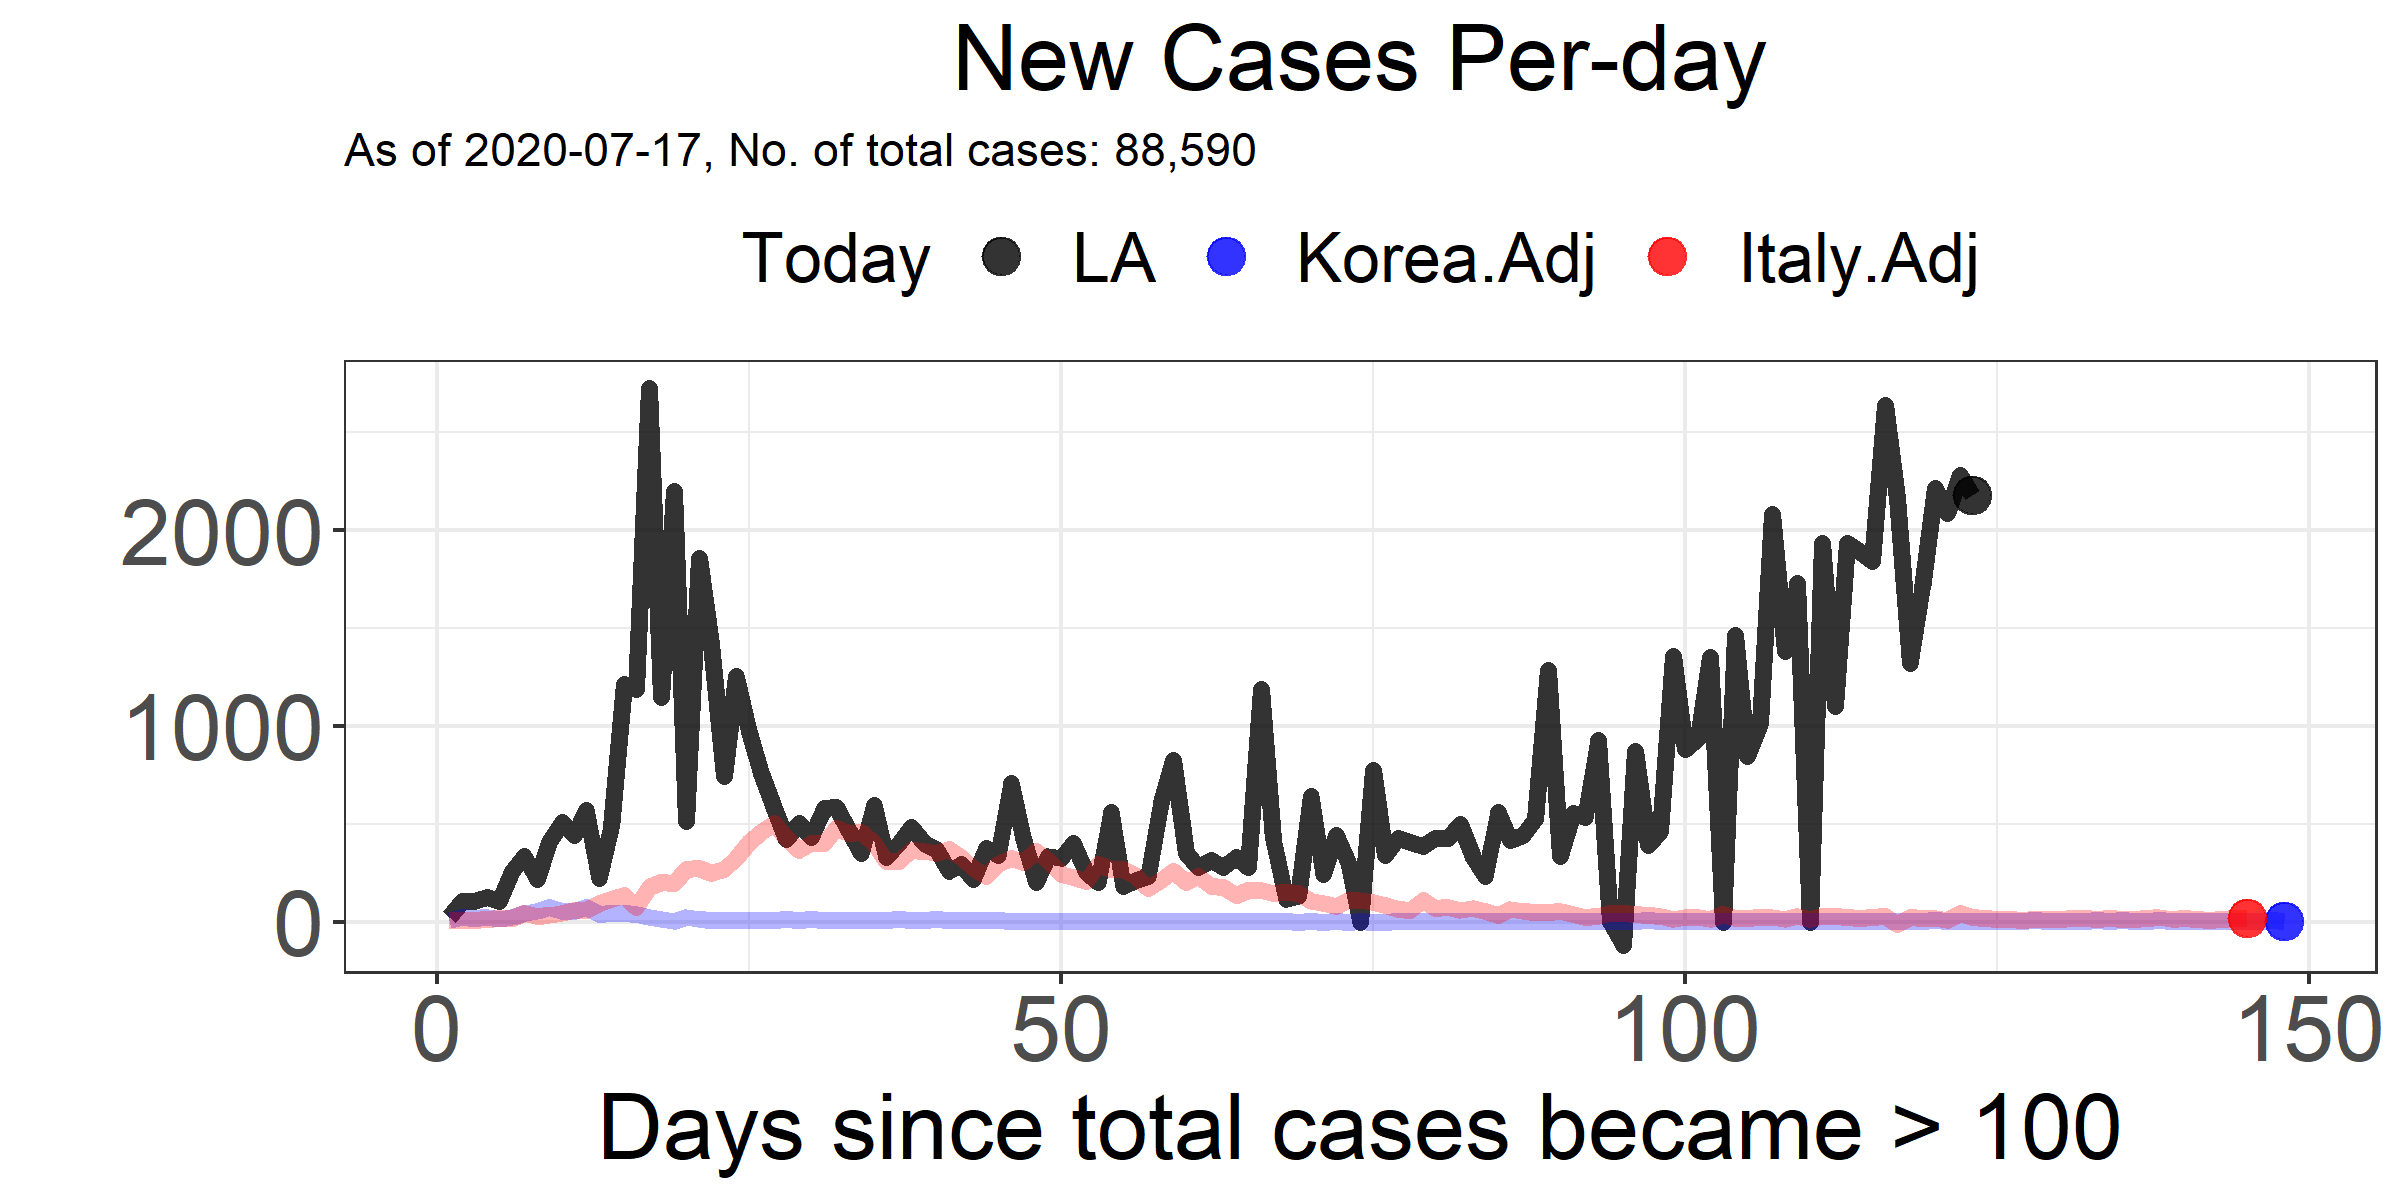 New Cases Per-day
As of 2020-07-17, No. of total cases: 88,590
Today LA Korea.Adj Italy.Adj
2000
1000
0
0 50 100 150
Days since total cases became > 100